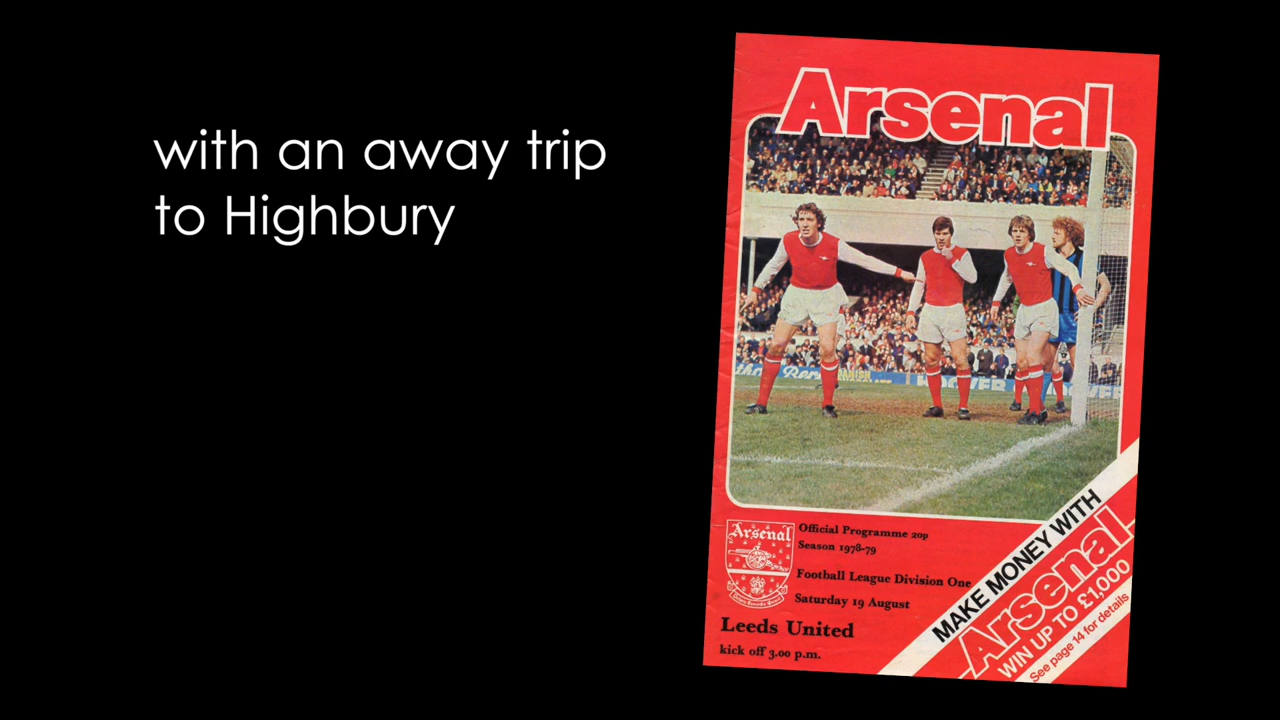 with an away trip
to Highbury
Arsenal
HOOVER
Arsenal
Official Programme 20p
Season 1978-79
Football League Division One
Saturday 19 August
Leeds United
kick off 3.00 p.m.
MAKE MONEY WITH
Arsenal
WIN UP TO £1,000
See page 14 for details